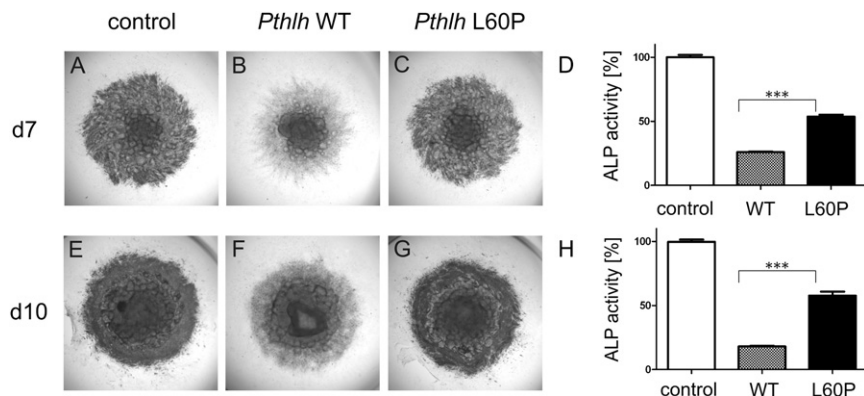 control Pthlh WT Pthlh L60P
d7
A B C D
ALP activity [%]
100
50
0
***
control WT L60P
d10
E F G H
ALP activity [%]
100
50
0
***
control WT L60P